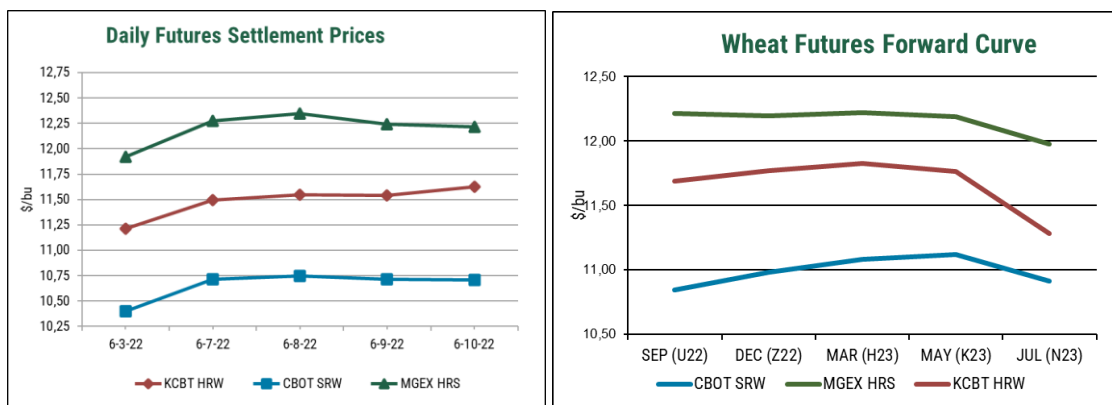 Daily Futures Settlement Prices
$/bu
12,75
12,50
12,25
12,00
11,75
11,50
11,25
11,00
10,75
10,50
10,25
6-3-22 6-7-22 6-8-22 6-9-22 6-10-22
KCBT HRW CBOT SRW MGEX HRS
Wheat Futures Forward Curve
$/bu
12,50
12,00
11,50
11,00
10,50
SEP (U22) DEC (Z22) MAR (H23) MAY (K23) JUL (N23)
CBOT SRW MGEX HRS KCBT HRW